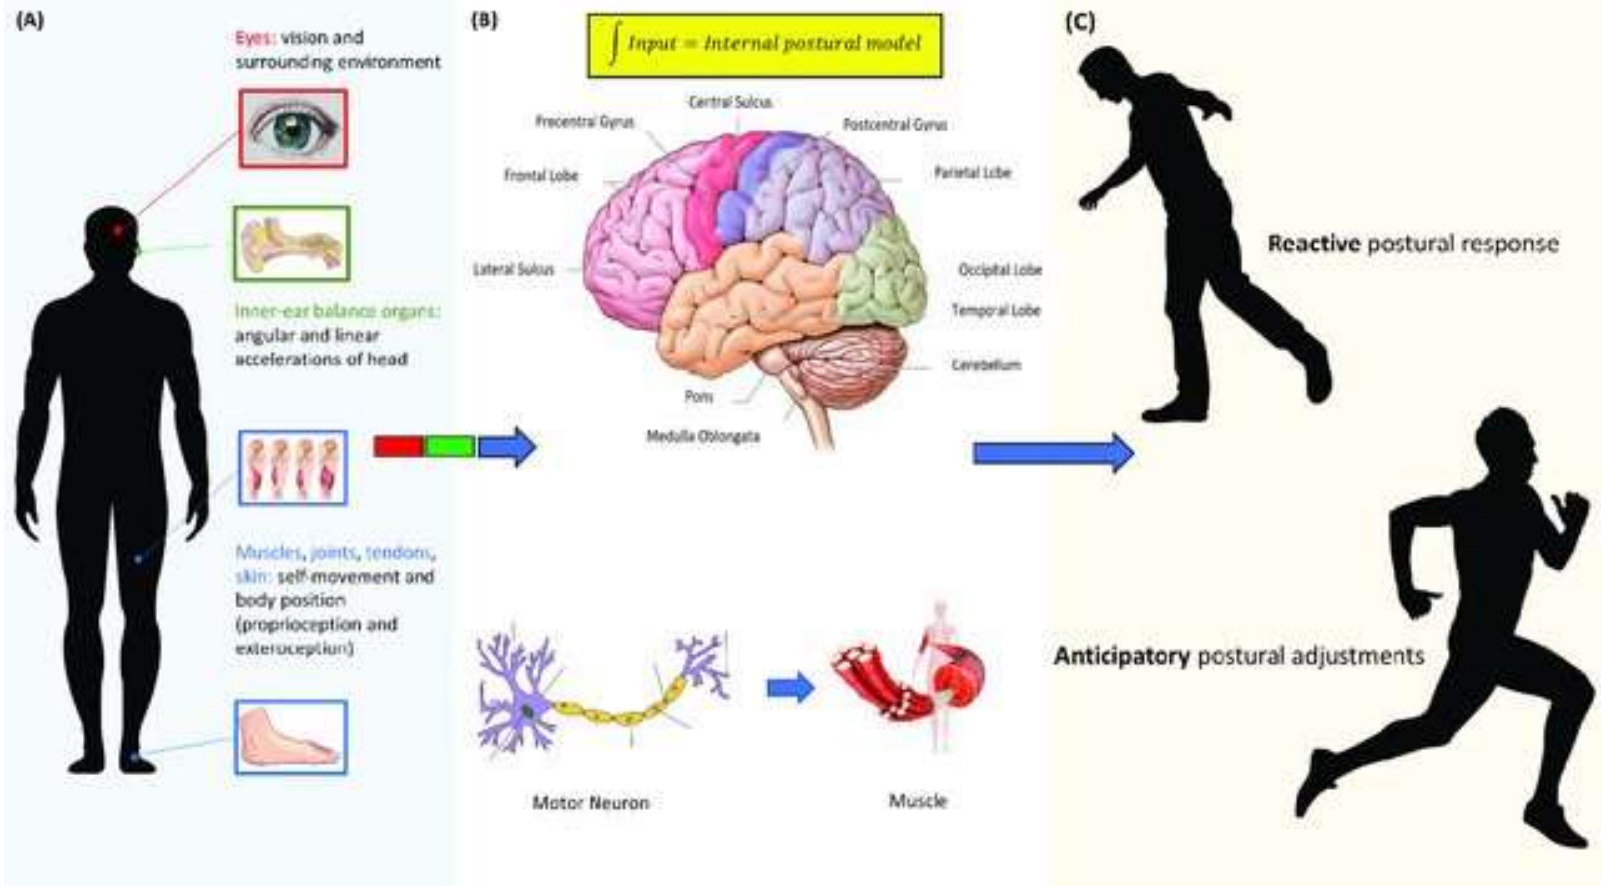 (A)
Eyes: vision and
surrounding environment
Inner-ear balance organs:
angular and linear
accelerations of head
Muscles, joints, tendons,
skin: self-movement and
body position
(proprioception and
exteroception)
(B)
∫ Input = Internal postural model
Central Sulcus
Precentral Gyrus
Postcentral Gyrus
Frontal Lobe
Parietal Lobe
Lateral Sulcus
Occipital Lobe
Temporal Lobe
Cerebellum
Pons
Medulla Oblongata
Motor Neuron
Muscle
(C)
Reactive postural response
Anticipatory postural adjustments